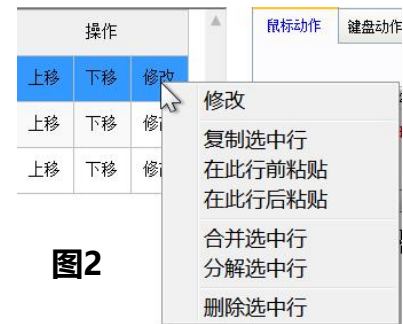 操作
鼠标动作 键盘动作
上移 下移 修改
上移 下移
上移 下移
修改
复制选中行
在此行前粘贴
在此行后粘贴
合并选中行
分解选中行
删除选中行
图2